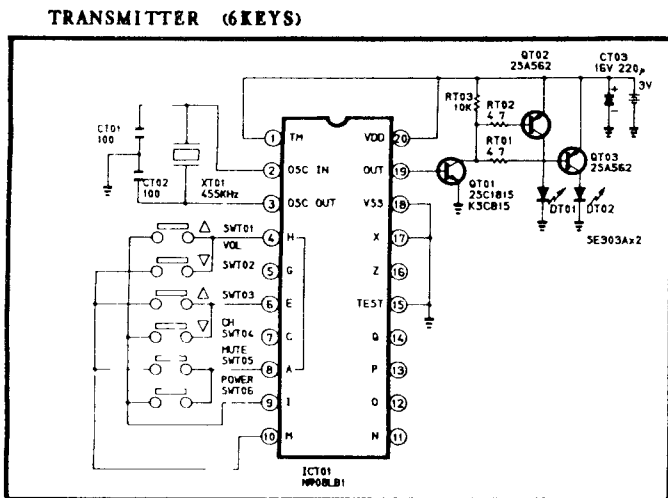 TRANSMITTER (6KEYS)
QT02
2SA562
CT03
16V 220μ
3V
RT03
10K
RT02
4.7
RT01
4.7
QT03
2SA562
QT01
2SC1815
KSC815
DT01
DT02
SE303Ax2
CT01
100
CT02
100
XT01
455KHz
SWT01
VOL
SWT02
SWT03
CH
SWT04
MUTE
SWT05
POWER
SWT06
1 TM
2 OSC IN
3 OSC OUT
4 H
5 G
6 E
7 C
8 A
9 I
10 M
VDD 20
OUT 19
VSS 18
X 17
Z 16
TEST 15
Q 14
P 13
O 12
N 11
ICT01